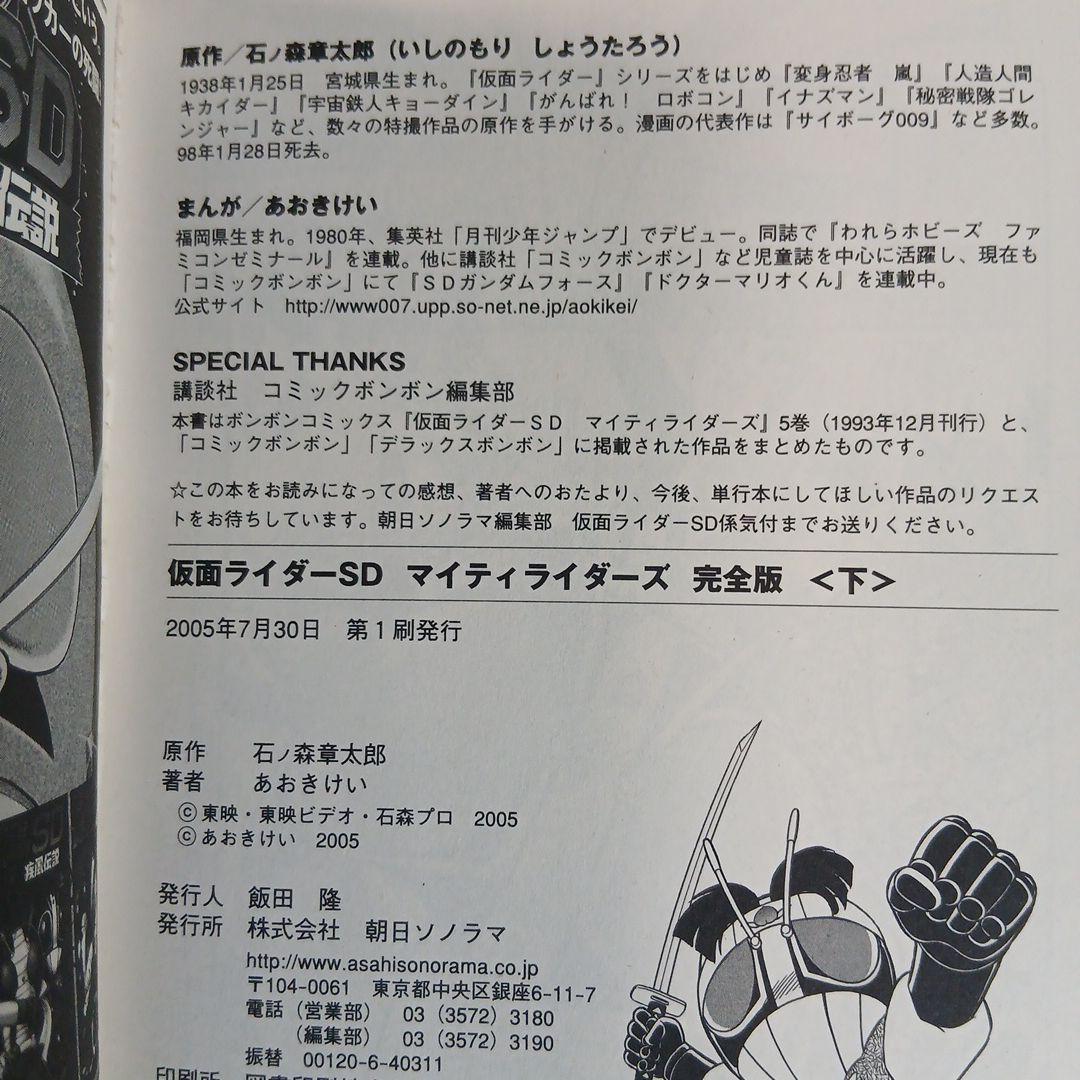 原作／石ノ森章太郎（いしのもり　しょうたろう）
1938年1月25日　宮城県生まれ。『仮面ライダー』シリーズをはじめ『変身忍者　嵐』『人造人間
キカイダー』『宇宙鉄人キョーダイン』『がんばれ！　ロボコン』『イナズマン』『秘密戦隊ゴレ
ンジャー』など、数々の特撮作品の原作を手がける。漫画の代表作は『サイボーグ009』など多数。
98年1月28日死去。
まんが／あおきけい
福岡県生まれ。1980年、集英社「月刊少年ジャンプ」でデビュー。同誌で『われらホビーズ　ファ
ミコンゼミナール』を連載。他に講談社「コミックボンボン」など児童誌を中心に活躍し、現在も
「コミックボンボン」にて『ＳＤガンダムフォース』『ドクターマリオくん』を連載中。
公式サイト　http://www007.upp.so-net.ne.jp/aokikei/
SPECIAL THANKS
講談社　コミックボンボン編集部
本書はボンボンコミックス『仮面ライダーＳＤ　マイティライダーズ』5巻（1993年12月刊行）と、
「コミックボンボン」「デラックスボンボン」に掲載された作品をまとめたものです。
☆この本をお読みになっての感想、著者へのおたより、今後、単行本にしてほしい作品のリクエス
トをお待ちしています。朝日ソノラマ編集部　仮面ライダーSD係気付までお送りください。
仮面ライダーSD　マイティライダーズ　完全版　＜下＞
2005年7月30日　第１刷発行
原作　石ノ森章太郎
著者　あおきけい
©東映・東映ビデオ・石森プロ　2005
©あおきけい　2005
発行人　飯田　隆
発行所　株式会社　朝日ソノラマ
http://www.asahisonorama.co.jp
〒104-0061　東京都中央区銀座6-11-7
電話（営業部）　03（3572）3180
（編集部）　03（3572）3190
振替　00120-6-40311
印刷所
SD
伝説
SD
疾風伝説